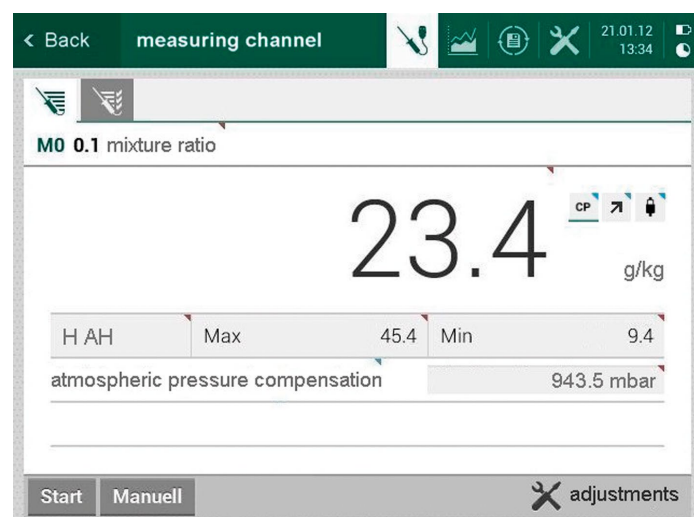 < Back measuring channel 21.01.12
13:34
M0 0.1 mixture ratio
23.4 CP
g/kg
H AH Max 45.4 Min 9.4
atmospheric pressure compensation 943.5 mbar
Start Manuell adjustments